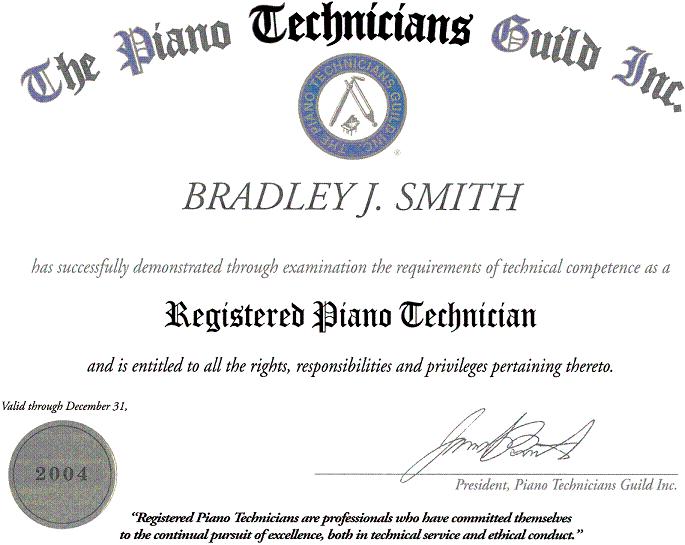 The Piano Technicians Guild Inc.
THE PIANO TECHNICIANS GUILD, INC.
®
BRADLEY J. SMITH
has successfully demonstrated through examination the requirements of technical competence as a
Registered Piano Technician
and is entitled to all the rights, responsibilities and privileges pertaining thereto.
Valid through December 31,
2004
President, Piano Technicians Guild Inc.
“Registered Piano Technicians are professionals who have committed themselves
to the continual pursuit of excellence, both in technical service and ethical conduct.”